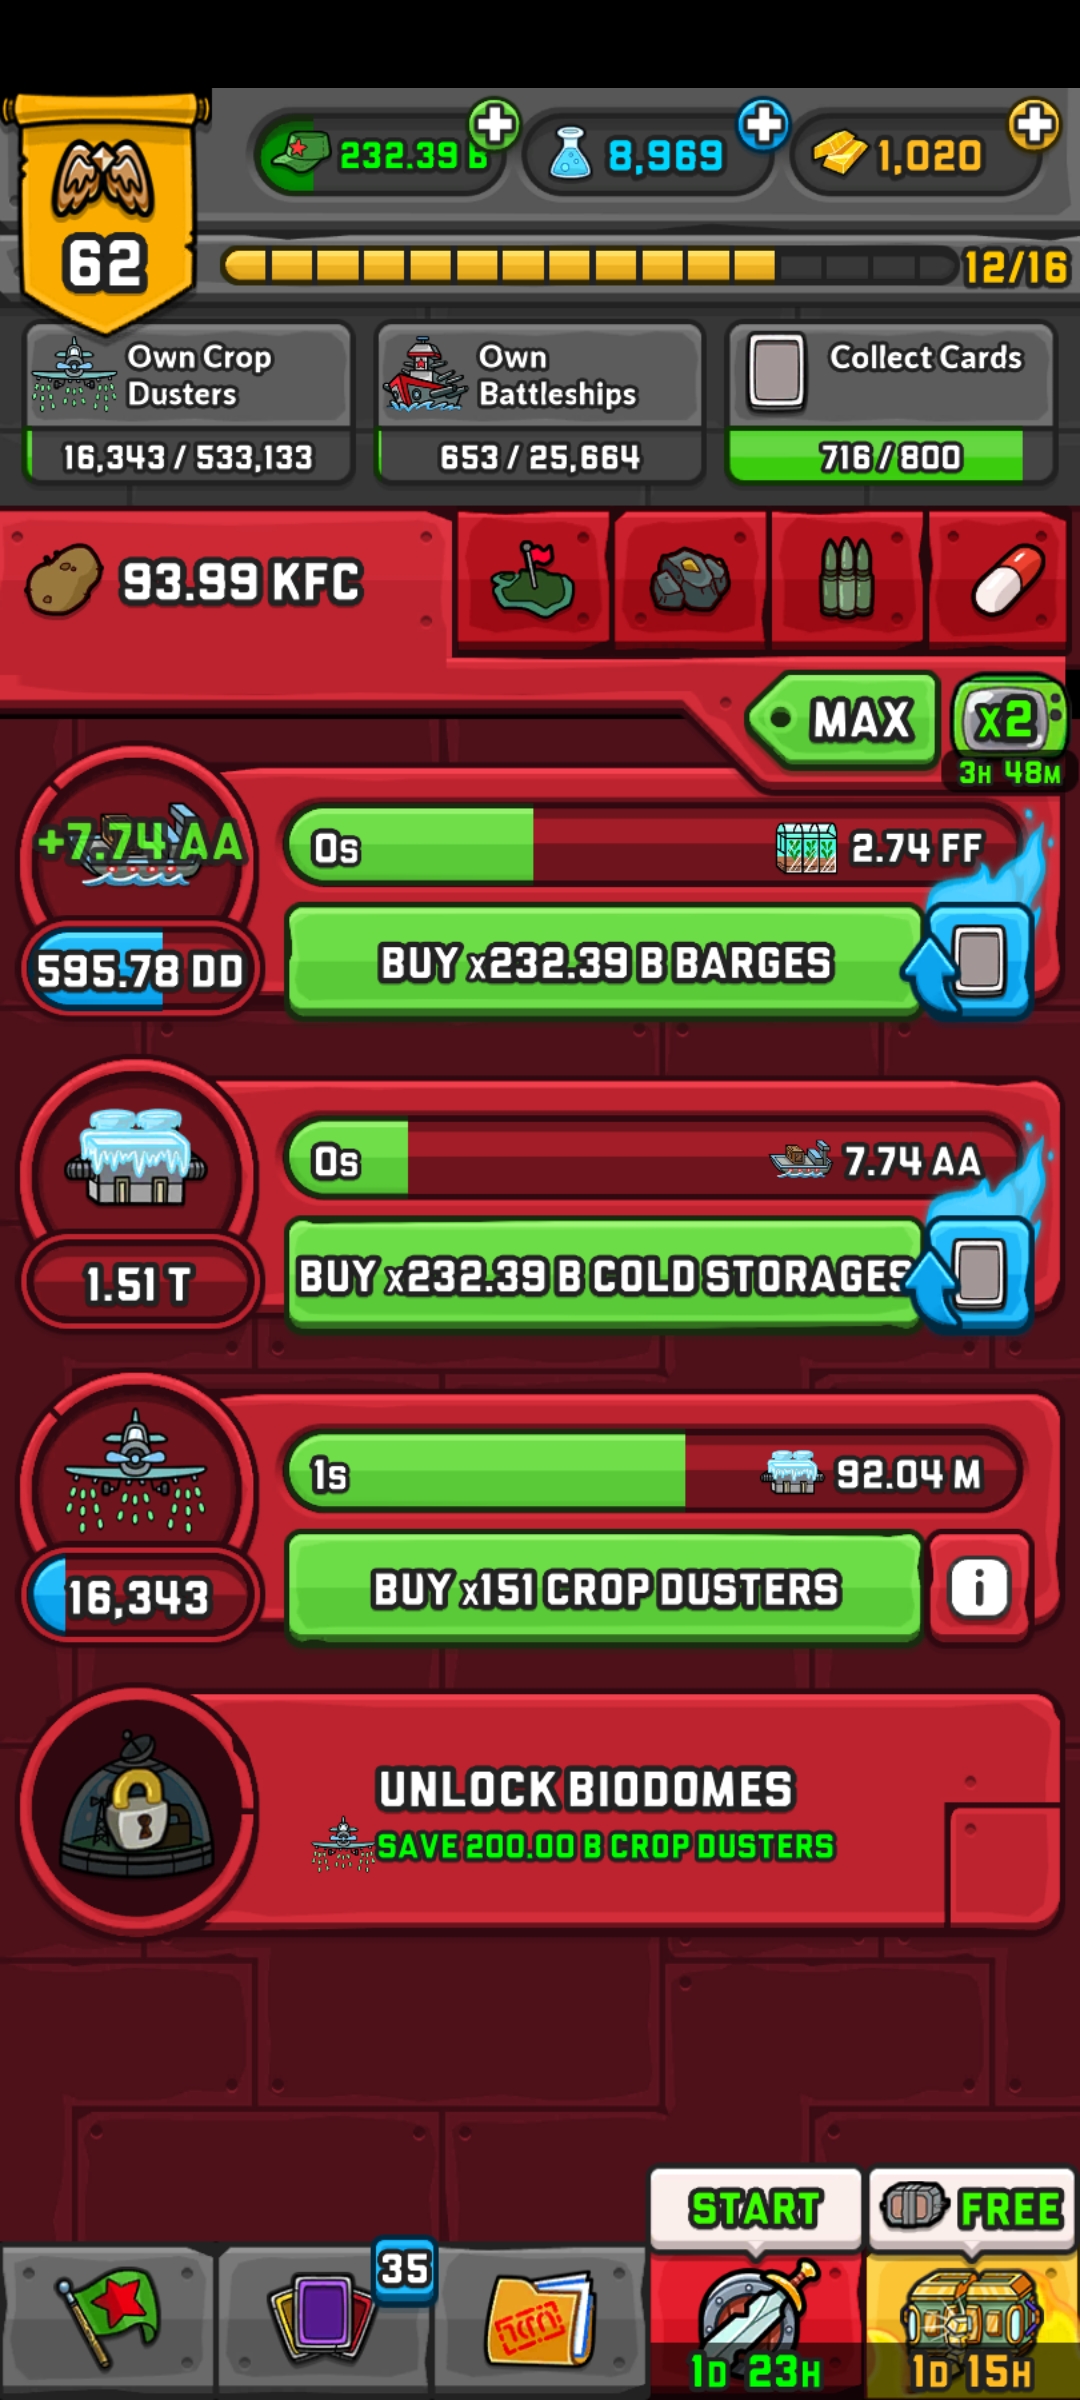 232.39 B
8,969
1,020
62
12/16
Own Crop
Dusters
16,343 / 533,133
Own
Battleships
653 / 25,664
Collect Cards
716 / 800
93.99 KFC
MAX
x2
3H 48M
+7.74 AA
0s
2.74 FF
595.78 DD
BUY x232.39 B BARGES
0s
7.74 AA
1.51 T
BUY x232.39 B COLD STORAGES
1s
92.04 M
16,343
BUY x151 CROP DUSTERS
i
UNLOCK BIODOMES
SAVE 200.00 B CROP DUSTERS
START
FREE
35
1D 23H
1D 15H